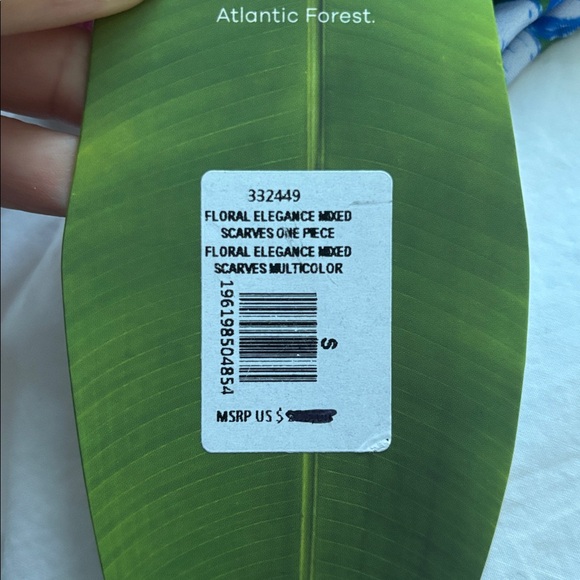 Atlantic Forest.
332449
FLORAL ELEGANCE MIXED
SCARVES ONE PIECE
FLORAL ELEGANCE MIXED
SCARVES MULTICOLOR
196198504854
S
MSRP US $